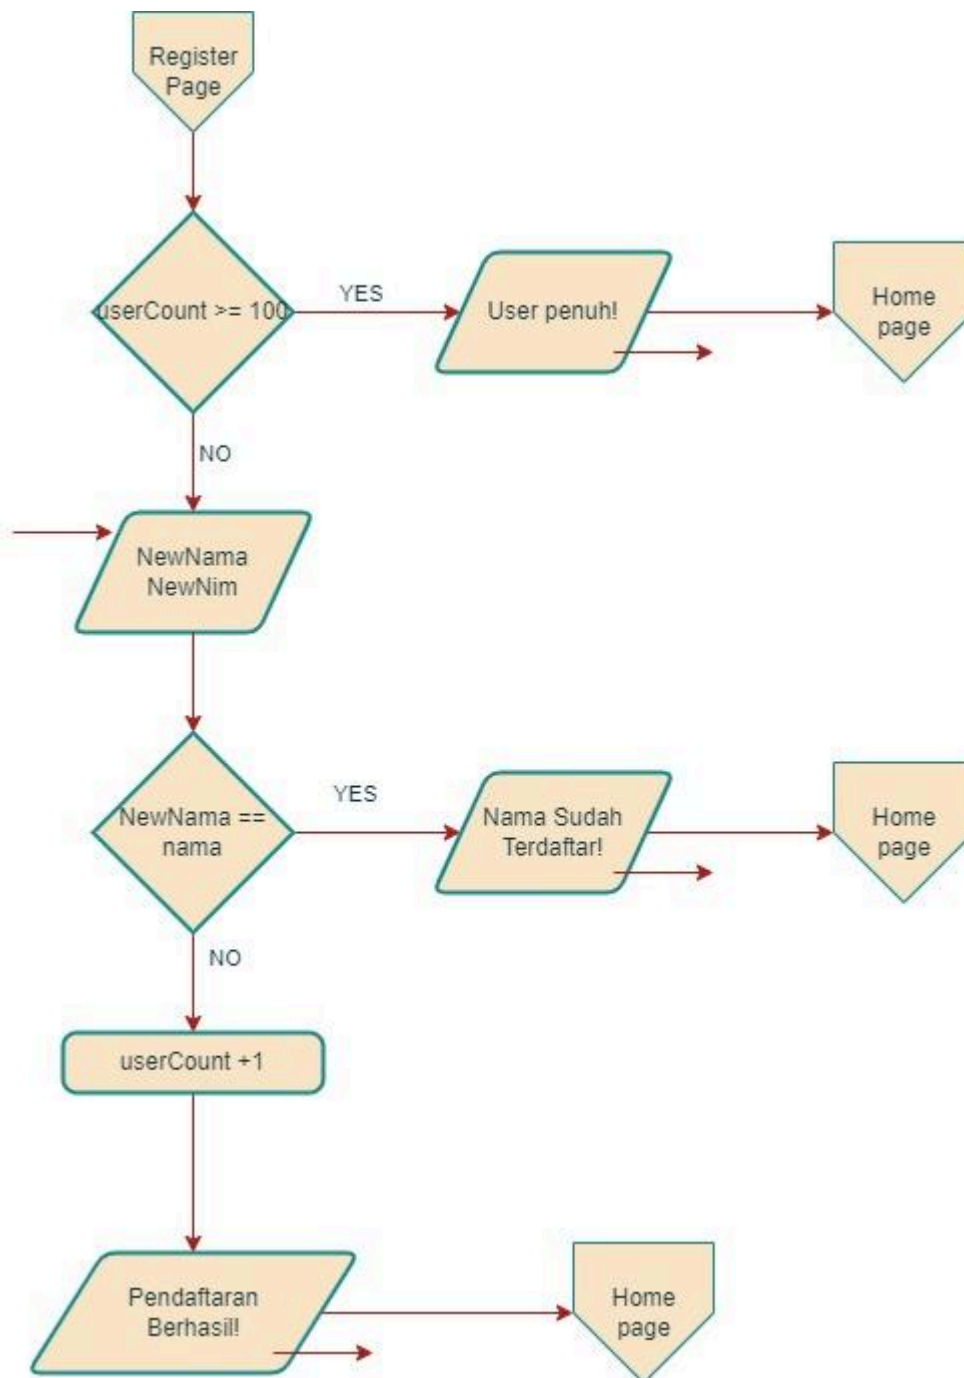 Register
Page
userCount >= 100
YES
User penuh!
Home
page
NO
NewNama
NewNim
NewNama ==
nama
YES
Nama Sudah
Terdaftar!
Home
page
NO
userCount +1
Pendaftaran
Berhasil!
Home
page